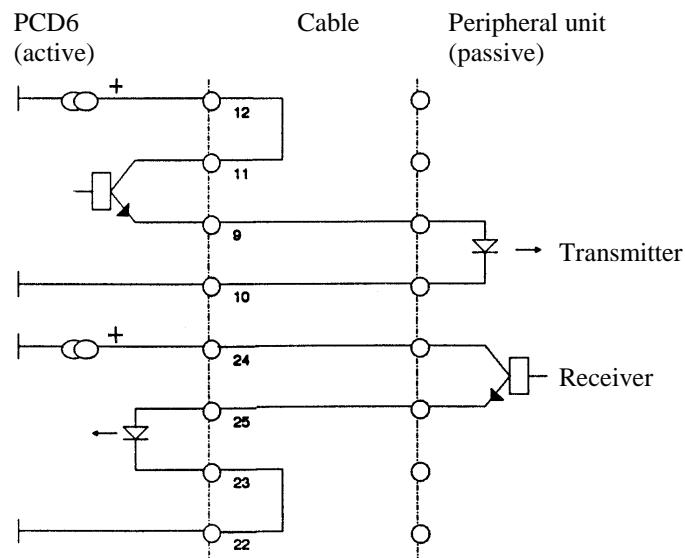 PCD6 Cable Peripheral unit
(active) (passive)
+
12
11
9
Transmitter
10
+
24
Receiver
25
23
22